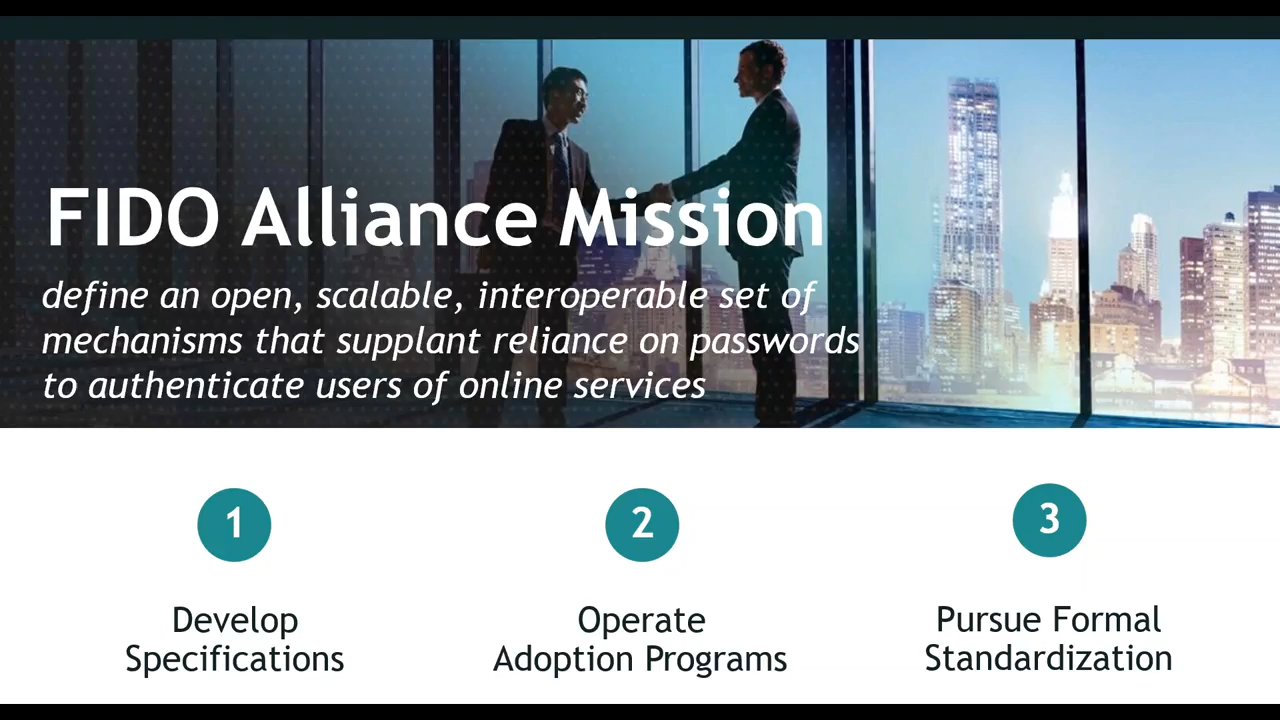 FIDO Alliance Mission
define an open, scalable, interoperable set of
mechanisms that supplant reliance on passwords
to authenticate users of online services
1
Develop
Specifications
2
Operate
Adoption Programs
3
Pursue Formal
Standardization